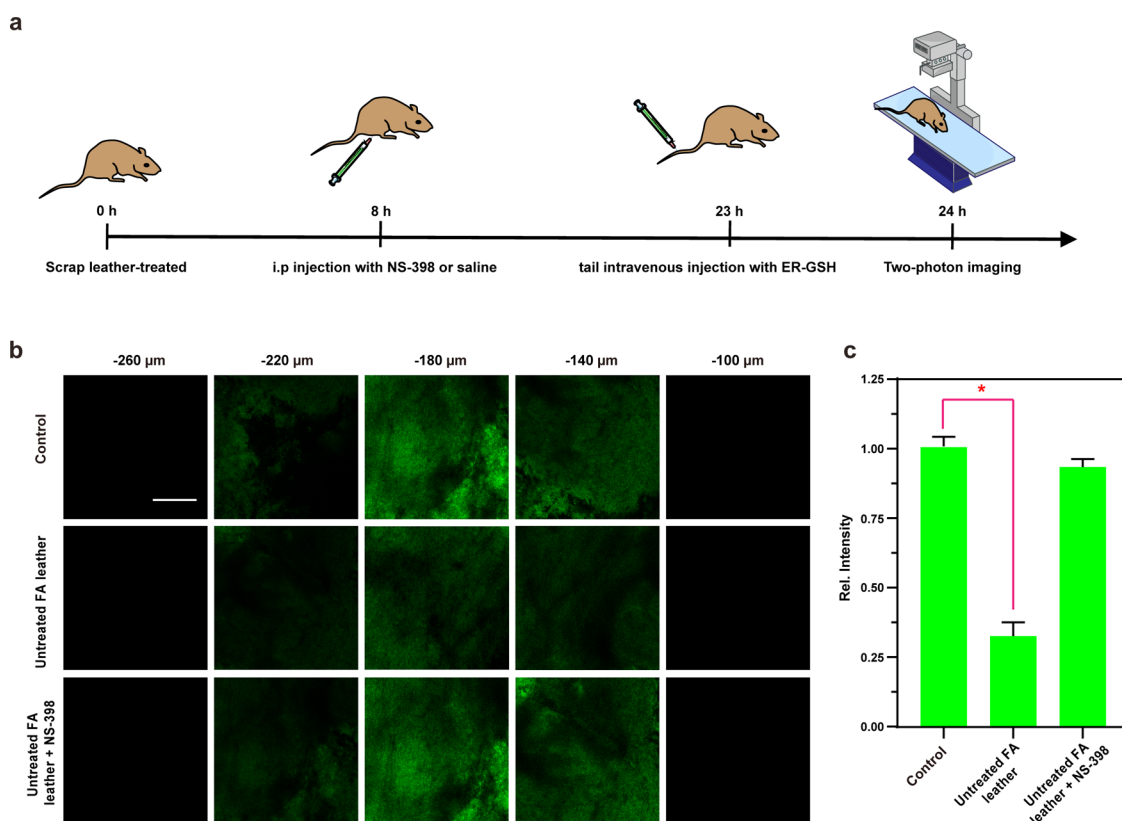 a
0 h
8 h
23 h
24 h
Scrap leather-treated
i.p injection with NS-398 or saline
tail intravenous injection with ER-GSH
Two-photon imaging
b
-260 µm
-220 µm
-180 µm
-140 µm
-100 µm
Control
Untreated FA leather
Untreated FA
leather + NS-398
c
1.25
1.00
0.75
0.50
0.25
0.00
Rel. Intensity
*
Control
Untreated FA
leather
Untreated FA
leather + NS-398